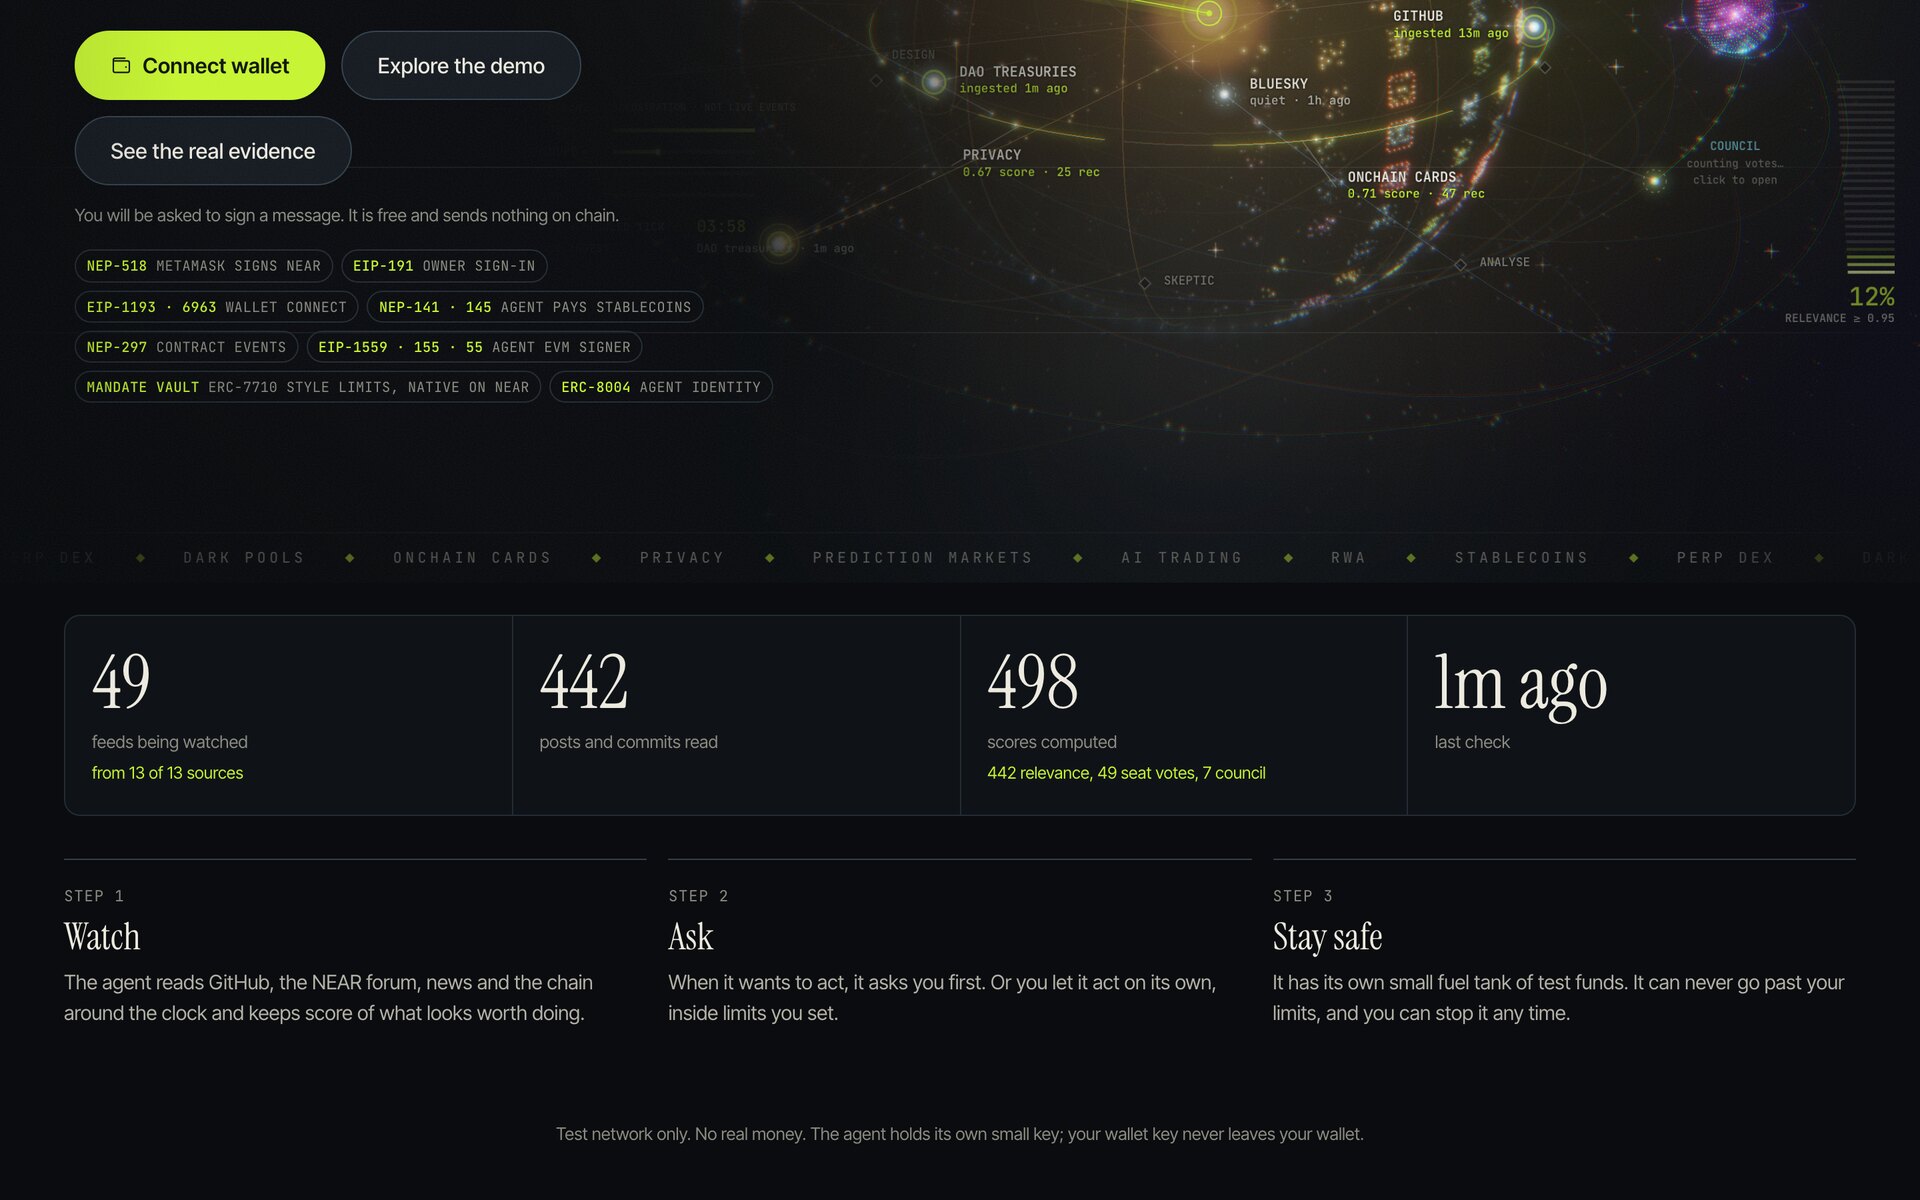 Connect wallet
Explore the demo
See the real evidence
You will be asked to sign a message. It is free and sends nothing on chain.
NEP-518 METAMASK SIGNS NEAR
EIP-191 OWNER SIGN-IN
EIP-1193 · 6963 WALLET CONNECT
NEP-141 · 145 AGENT PAYS STABLECOINS
NEP-297 CONTRACT EVENTS
EIP-1559 · 155 · 55 AGENT EVM SIGNER
MANDATE VAULT ERC-7710 STYLE LIMITS, NATIVE ON NEAR
ERC-8004 AGENT IDENTITY
GITHUB
ingested 13m ago
DESIGN
DAO TREASURIES
ingested 1m ago
BLUESKY
quiet · 1h ago
NOT LIVE EVENTS
PRIVACY
0.67 score · 25 rec
ONCHAIN CARDS
0.71 score · 47 rec
COUNCIL
counting votes…
click to open
03:58
DAO treasu · 1m ago
SKEPTIC
ANALYSE
12%
RELEVANCE ≥ 0.95
DEX ◆ DARK POOLS ◆ ONCHAIN CARDS ◆ PRIVACY ◆ PREDICTION MARKETS ◆ AI TRADING ◆ RWA ◆ STABLECOINS ◆ PERP DEX ◆ DARK
49
feeds being watched
from 13 of 13 sources
442
posts and commits read
498
scores computed
442 relevance, 49 seat votes, 7 council
1m ago
last check
STEP 1
Watch
The agent reads GitHub, the NEAR forum, news and the chain
around the clock and keeps score of what looks worth doing.
STEP 2
Ask
When it wants to act, it asks you first. Or you let it act on its own,
inside limits you set.
STEP 3
Stay safe
It has its own small fuel tank of test funds. It can never go past your
limits, and you can stop it any time.
Test network only. No real money. The agent holds its own small key; your wallet key never leaves your wallet.